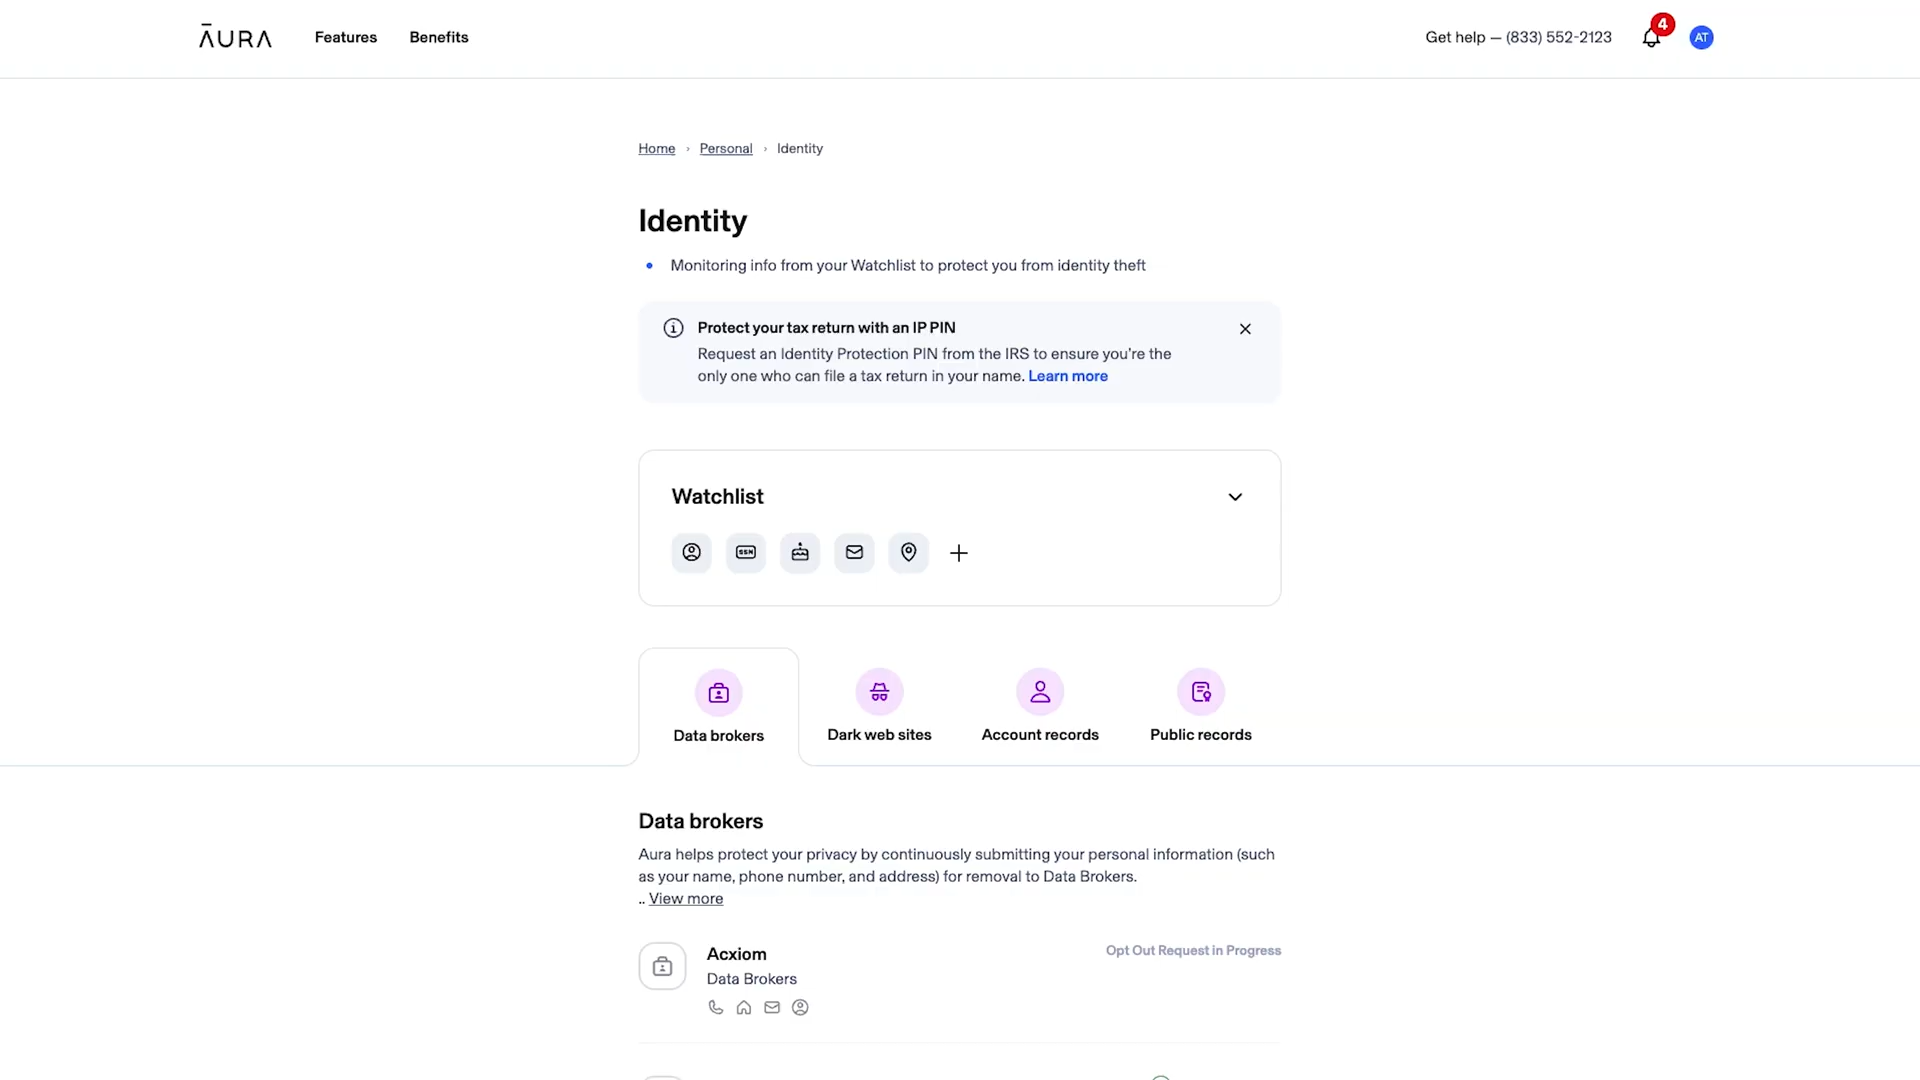 ĀURA
Features
Benefits
Get help — (833) 552-2123
4
AT
Home › Personal › Identity
Identity
• Monitoring info from your Watchlist to protect you from identity theft
Protect your tax return with an IP PIN
Request an Identity Protection PIN from the IRS to ensure you're the
only one who can file a tax return in your name. Learn more
Watchlist
SSN
Data brokers
Dark web sites
Account records
Public records
Data brokers
Aura helps protect your privacy by continuously submitting your personal information (such
as your name, phone number, and address) for removal to Data Brokers.
.. View more
Acxiom
Opt Out Request in Progress
Data Brokers